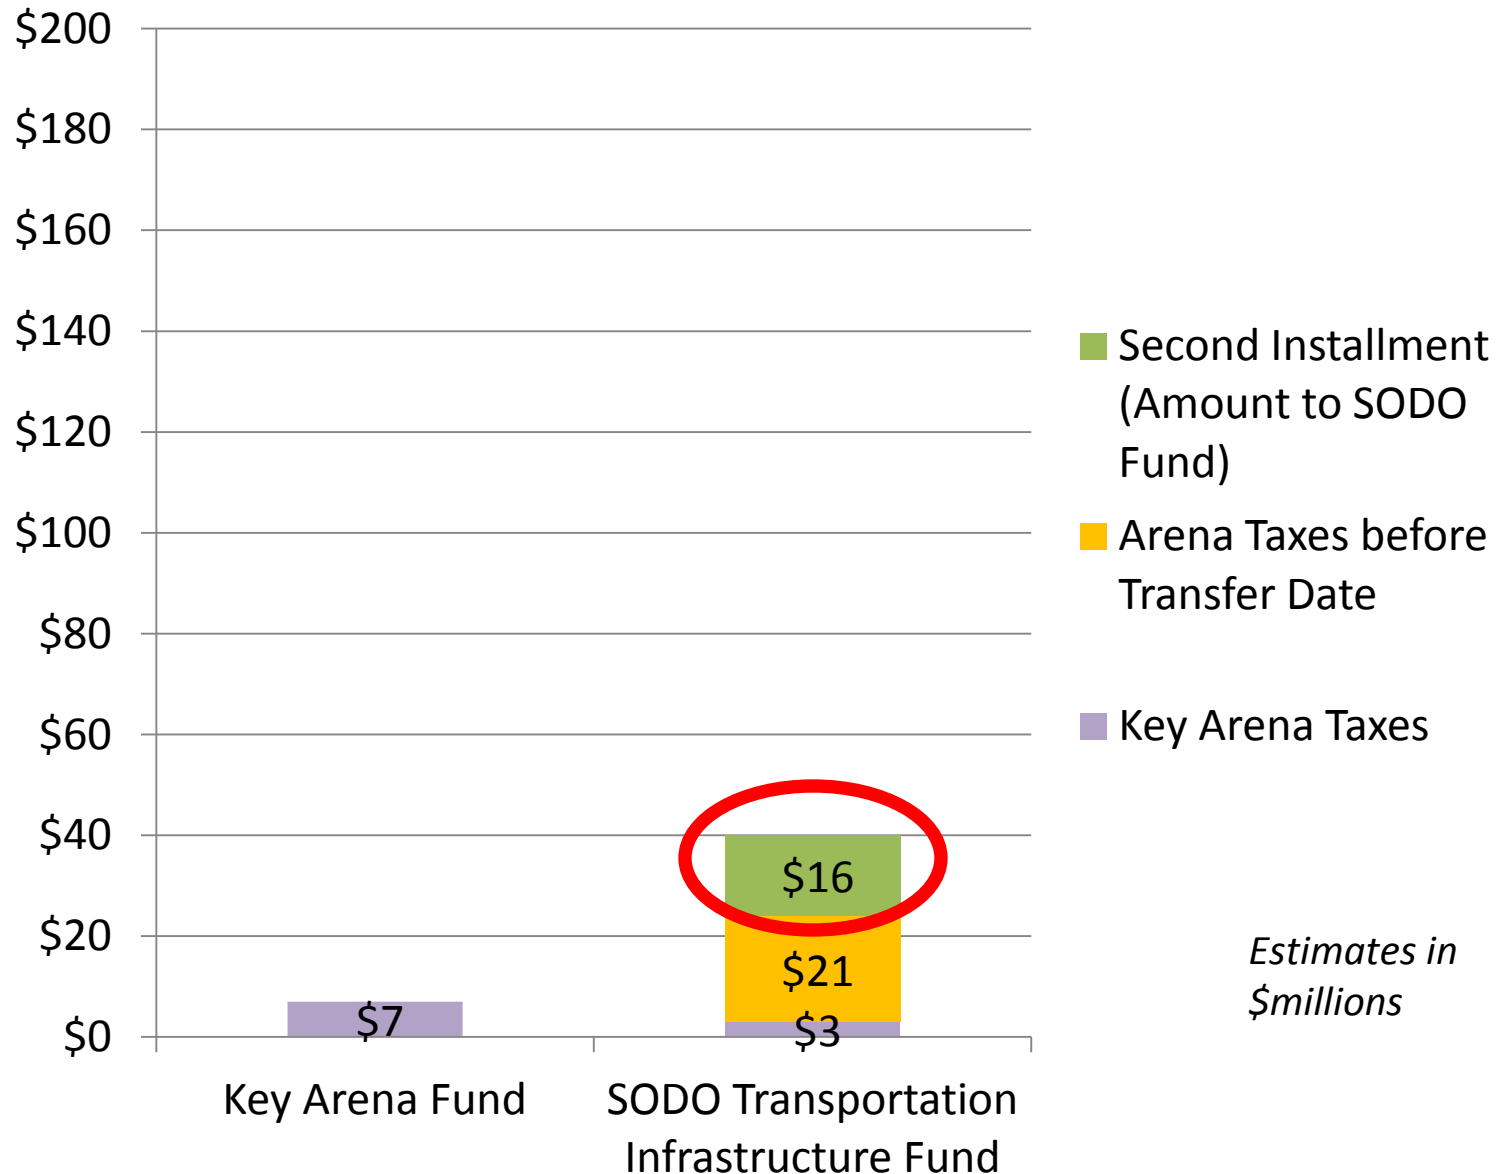 $200
$180
$160
$140
$120
$100
$80
$60
$40
$20
$0
$7
$16
$21
$3
Key Arena Fund
SODO Transportation
Infrastructure Fund
Second Installment
(Amount to SODO
Fund)
Arena Taxes before
Transfer Date
Key Arena Taxes
Estimates in
$millions